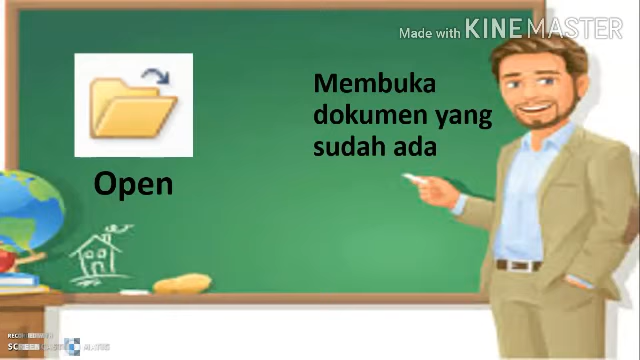 Made with KINEMASTER
Membuka
dokumen yang
sudah ada
Open